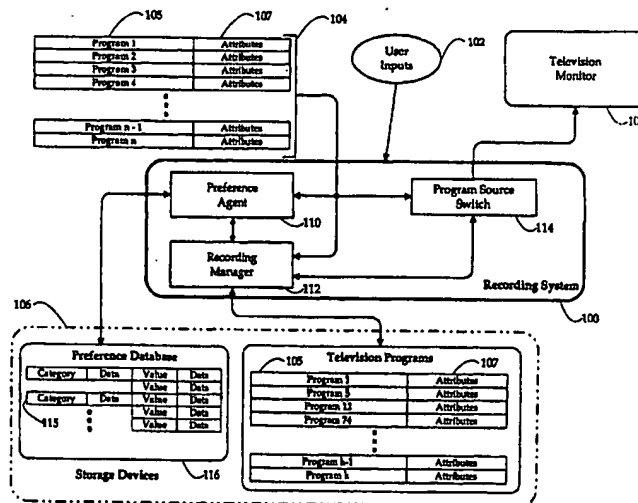 105 107 104
Program 1 Attributes
Program 2 Attributes
Program 3 Attributes
Program 4 Attributes
Program n - 1 Attributes
Program n Attributes
User
Inputs
102
Television
Monitor
10
Preference
Agent
110
Program Source
Switch
114
Recording
Manager
112
Recording System
100
106
Preference Database
Category Data Value Data
Value Data
Category Data Value Data
Value Data
Value Data
115
116
Storage Devices
Television Programs
105 107
Program 1 Attributes
Program 5 Attributes
Program 12 Attributes
Program 74 Attributes
Program k-1 Attributes
Program k Attributes